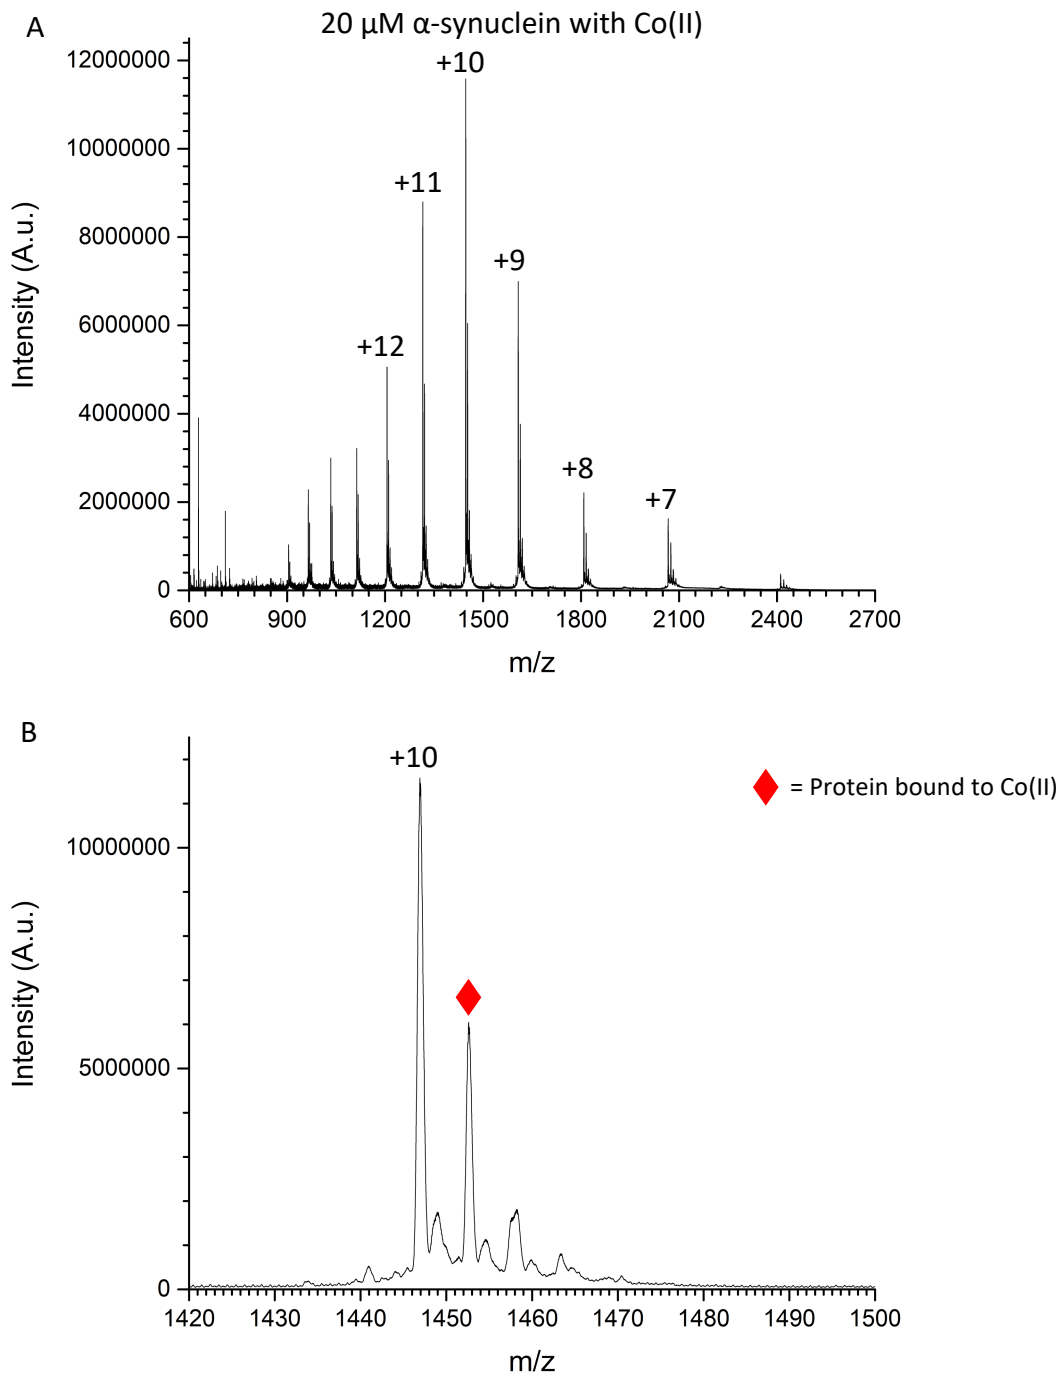 A
20 μM α-synuclein with Co(II)
12000000
10000000
8000000
6000000
4000000
2000000
0
Intensity (A.u.)
+10
+11
+9
+12
+8
+7
600 900 1200 1500 1800 2100 2400 2700
m/z
B
+10
= Protein bound to Co(II)
10000000
5000000
0
Intensity (A.u.)
1420 1430 1440 1450 1460 1470 1480 1490 1500
m/z